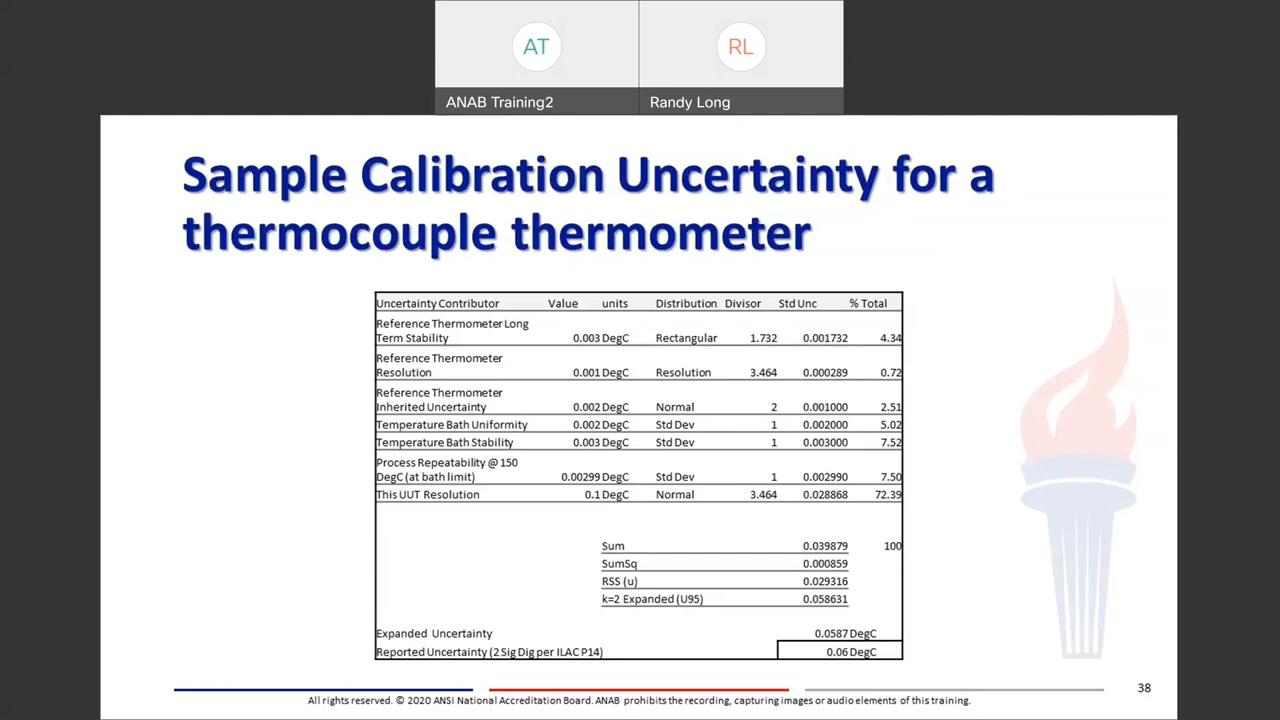 AT
RL
ANAB Training2
Randy Long
Sample Calibration Uncertainty for a
thermocouple thermometer
Uncertainty Contributor Value units Distribution Divisor Std Unc % Total
Reference Thermometer Long
Term Stability 0.003 DegC Rectangular 1.732 0.001732 4.34
Reference Thermometer
Resolution 0.001 DegC Resolution 3.464 0.000289 0.72
Reference Thermometer
Inherited Uncertainty 0.002 DegC Normal 2 0.001000 2.51
Temperature Bath Uniformity 0.002 DegC Std Dev 1 0.002000 5.02
Temperature Bath Stability 0.003 DegC Std Dev 1 0.003000 7.52
Process Repeatability @ 150
DegC (at bath limit) 0.00299 DegC Std Dev 1 0.002990 7.50
This UUT Resolution 0.1 DegC Normal 3.464 0.028868 72.39
Sum 0.039879 100
SumSq 0.000859
RSS (u) 0.029316
k=2 Expanded (U95) 0.058631
Expanded Uncertainty 0.0587 DegC
Reported Uncertainty (2 Sig Dig per ILAC P14) 0.06 DegC
38
All rights reserved. © 2020 ANSI National Accreditation Board. ANAB prohibits the recording, capturing images or audio elements of this training.